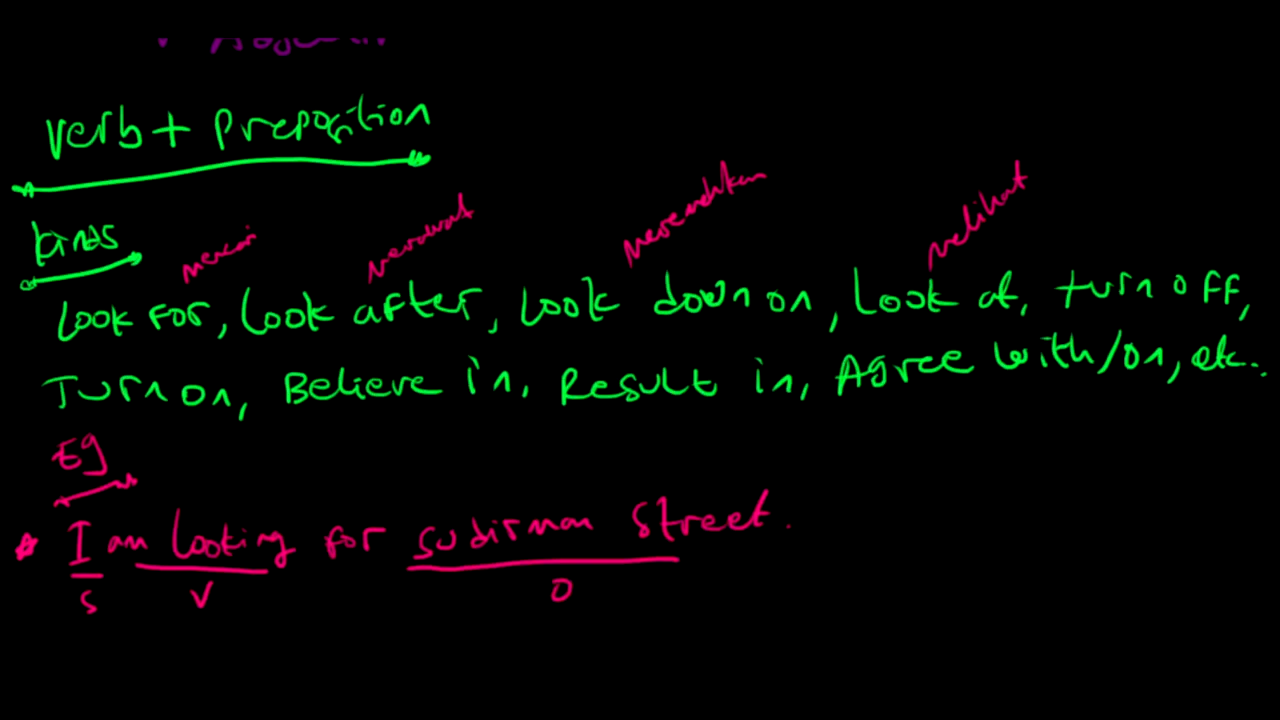 Verb + Preposition
kinds
mencari merawat merendahkan melihat
Look for, Look after, Look down on, Look at, turn off,
Turn on, Believe in, Result in, Agree with/on, etc..
Eg
* I am looking for sudirman street.
S V O